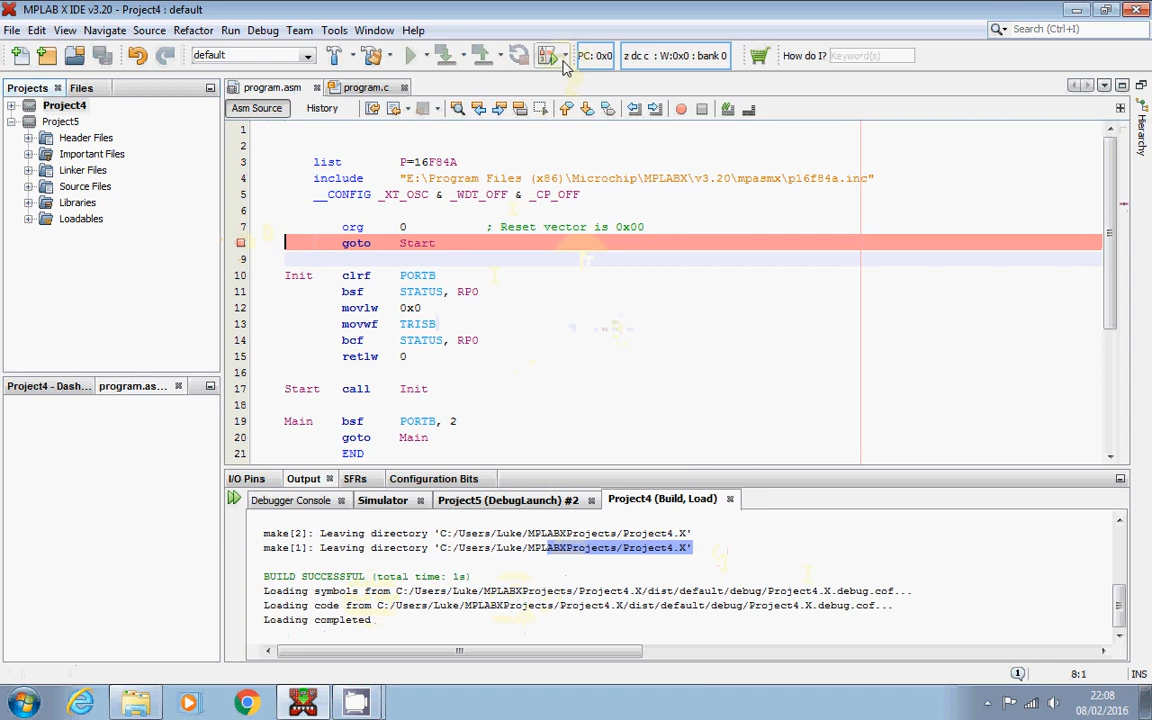 MPLAB X IDE v3.20 - Project4 : default
File Edit View Navigate Source Refactor Run Debug Team Tools Window Help
Search (Ctrl+I)
default
PC: 0x0
z dc c : W:0x0 : bank 0
How do I?
Keyword(s)
Projects
Files
program.asm
program.c
Project4
Project5
Header Files
Important Files
Linker Files
Source Files
Libraries
Loadables
Asm Source
History
Hierarchy
1
2
3 list P=16F84A
4 include "E:\Program Files (x86)\Microchip\MPLABX\v3.20\mpasmx\p16f84a.inc"
5 __CONFIG _XT_OSC & _WDT_OFF & _CP_OFF
6
7 org 0 ; Reset vector is 0x00
goto Start
9
10 Init clrf PORTB
11 bsf STATUS, RP0
12 movlw 0x0
13 movwf TRISB
14 bcf STATUS, RP0
15 retlw 0
16
17 Start call Init
18
19 Main bsf PORTB, 2
20 goto Main
21 END
Project4 - Dash...
program.as...
I/O Pins
Output
SFRs
Configuration Bits
Debugger Console
Simulator
Project5 (DebugLaunch) #2
Project4 (Build, Load)
make[2]: Leaving directory 'C:/Users/Luke/MPLABXProjects/Project4.X'
make[1]: Leaving directory 'C:/Users/Luke/MPLABXProjects/Project4.X'
BUILD SUCCESSFUL (total time: 1s)
Loading symbols from C:/Users/Luke/MPLABXProjects/Project4.X/dist/default/debug/Project4.X.debug.cof...
Loading code from C:/Users/Luke/MPLABXProjects/Project4.X/dist/default/debug/Project4.X.debug.cof...
Loading completed
8:1
INS
22:08
08/02/2016